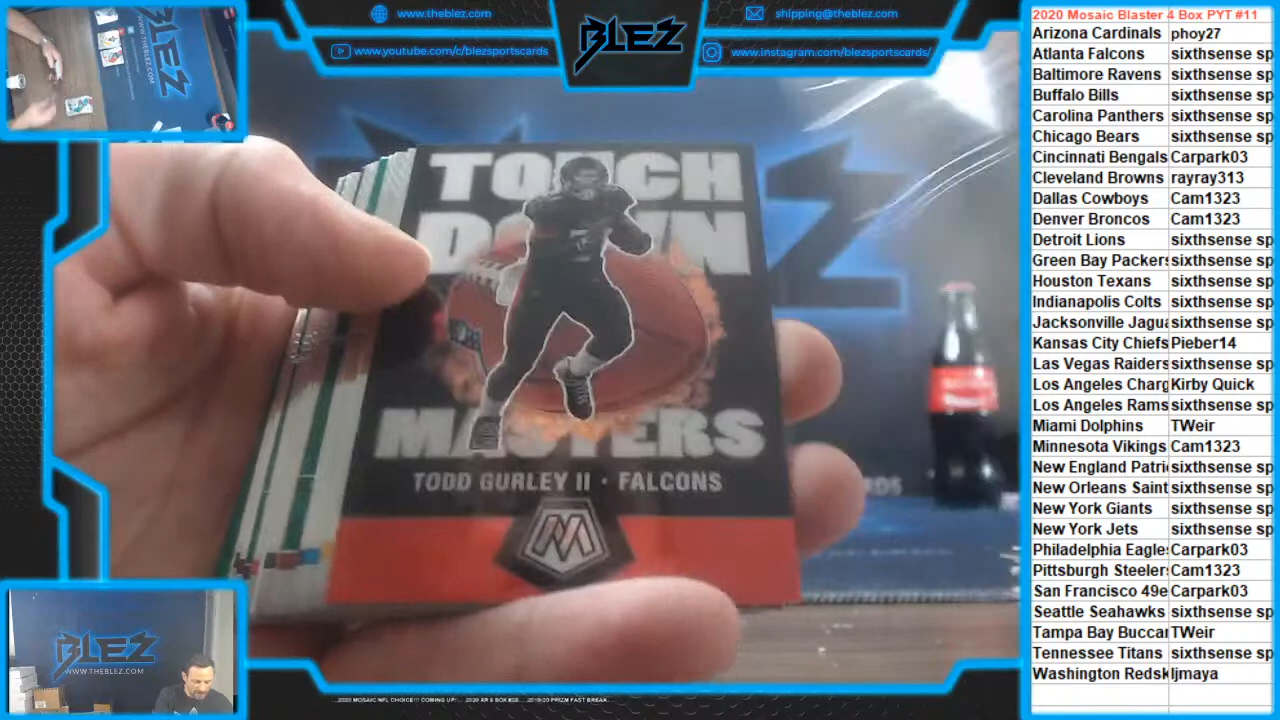 www.theblez.com
shipping@theblez.com
www.youtube.com/c/blezsportscards
www.instagram.com/blezsportscards/
BLEZ
TOUCH
DOWN
MASTERS
TODD GURLEY II · FALCONS
M
BLEZ
WWW.THEBLEZ.COM
BLEZ
WWW.THEBLEZ.COM
2020 Mosaic Blaster 4 Box PYT #11
Arizona Cardinals phoy27
Atlanta Falcons sixthsense sp
Baltimore Ravens sixthsense sp
Buffalo Bills sixthsense sp
Carolina Panthers sixthsense sp
Chicago Bears sixthsense sp
Cincinnati Bengals Carpark03
Cleveland Browns rayray313
Dallas Cowboys Cam1323
Denver Broncos Cam1323
Detroit Lions sixthsense sp
Green Bay Packers sixthsense sp
Houston Texans sixthsense sp
Indianapolis Colts sixthsense sp
Jacksonville Jagua sixthsense sp
Kansas City Chiefs Pieber14
Las Vegas Raiders sixthsense sp
Los Angeles Charg Kirby Quick
Los Angeles Rams sixthsense sp
Miami Dolphins TWeir
Minnesota Vikings Cam1323
New England Patri sixthsense sp
New Orleans Saint sixthsense sp
New York Giants sixthsense sp
New York Jets sixthsense sp
Philadelphia Eagle Carpark03
Pittsburgh Steeler Cam1323
San Francisco 49e Carpark03
Seattle Seahawks sixthsense sp
Tampa Bay Buccar TWeir
Tennessee Titans sixthsense sp
Washington Redsk ljmaya